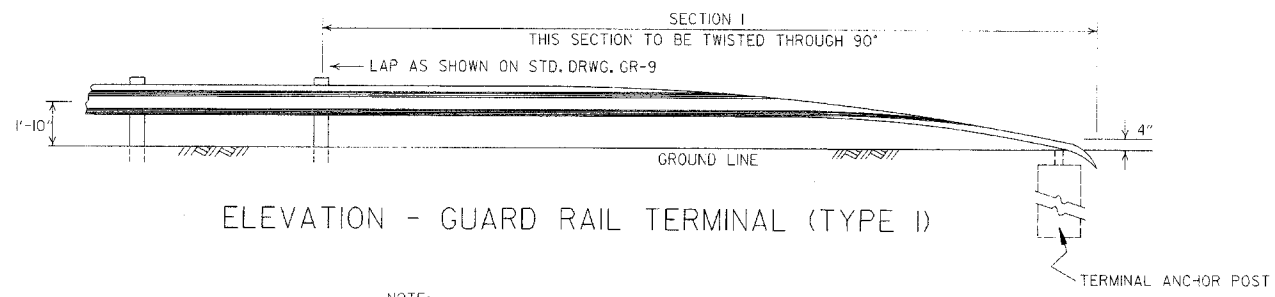 SECTION I
THIS SECTION TO BE TWISTED THROUGH 90°
LAP AS SHOWN ON STD. DRWG. GR-9
1'-10"
4"
GROUND LINE
ELEVATION - GUARD RAIL TERMINAL (TYPE I)
TERMINAL ANCHOR POST
NOTE: